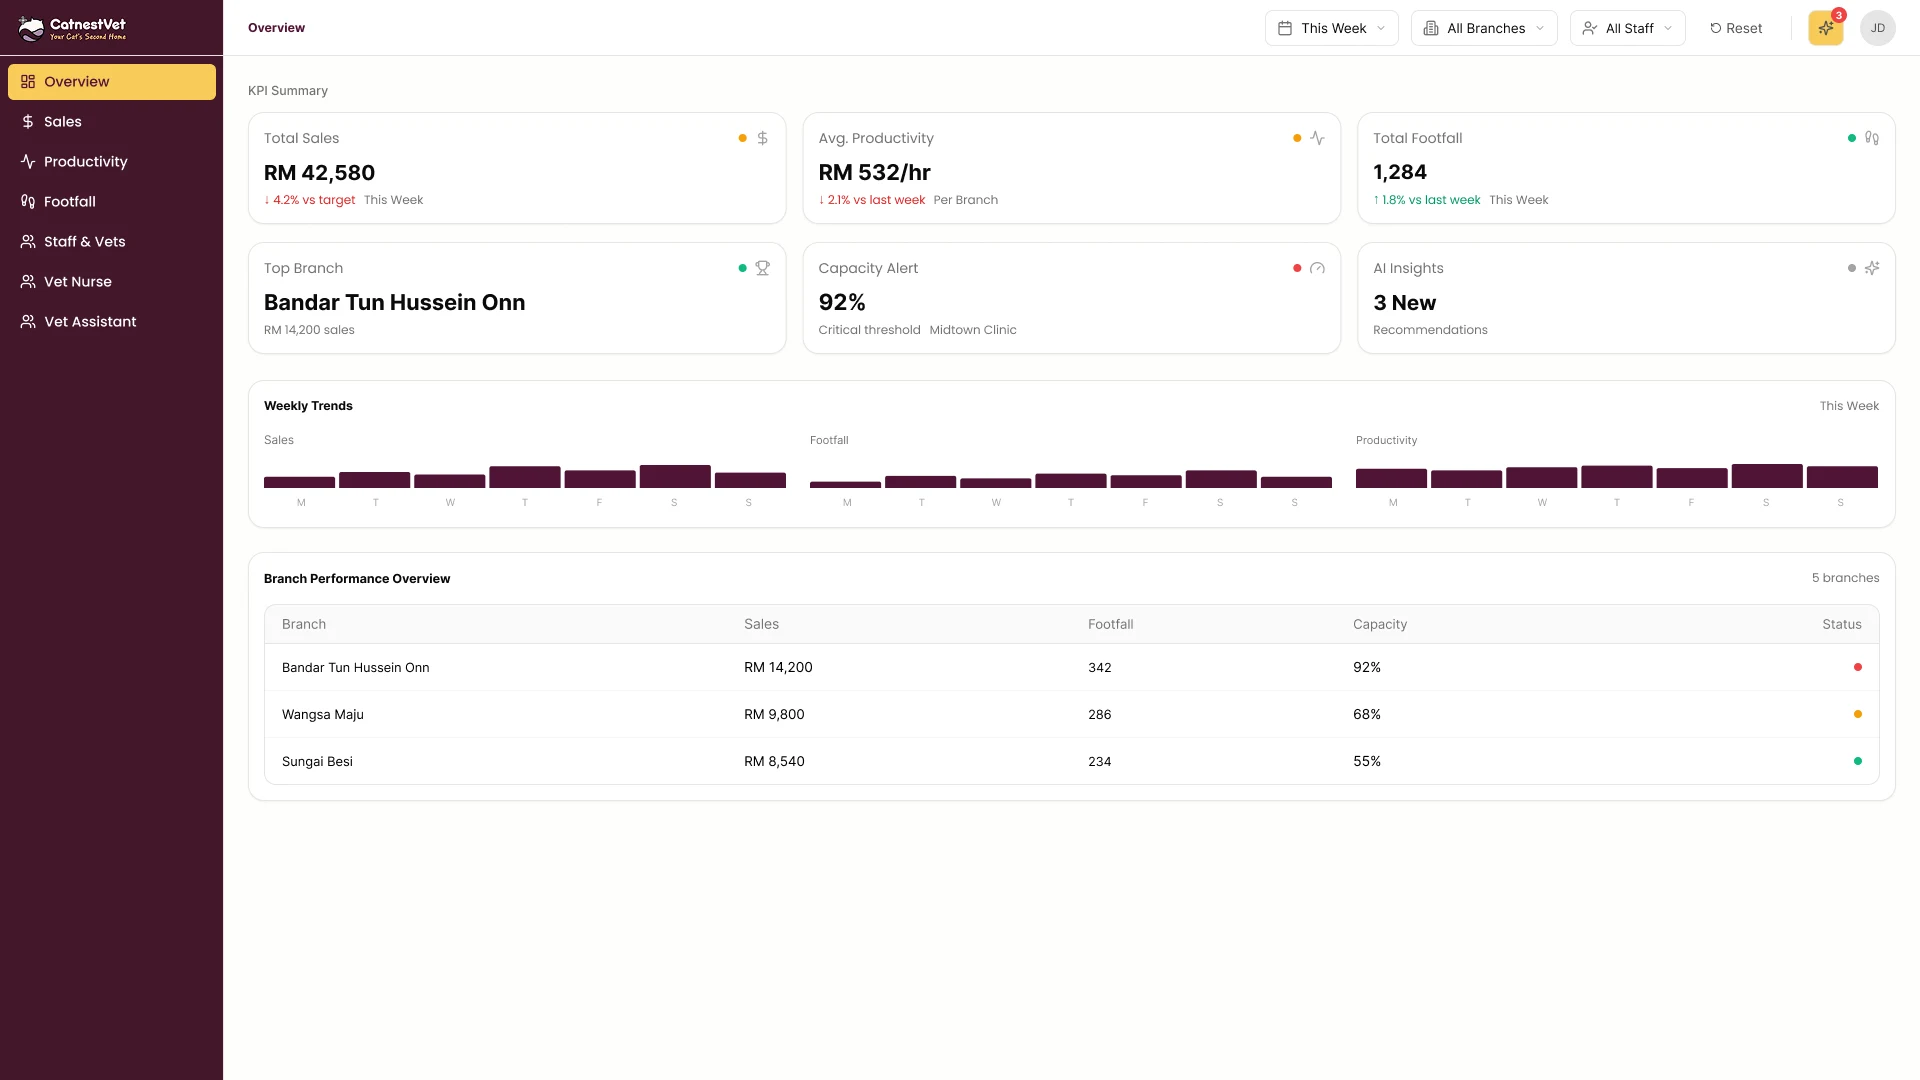 CatnestVet
Your Cat's Second Home
Overview
This Week
All Branches
All Staff
Reset
3
JD
Overview
Sales
Productivity
Footfall
Staff & Vets
Vet Nurse
Vet Assistant
KPI Summary
Total Sales
RM 42,580
↓ 4.2% vs target This Week
Avg. Productivity
RM 532/hr
↓ 2.1% vs last week Per Branch
Total Footfall
1,284
↑ 1.8% vs last week This Week
Top Branch
Bandar Tun Hussein Onn
RM 14,200 sales
Capacity Alert
92%
Critical threshold Midtown Clinic
AI Insights
3 New
Recommendations
Weekly Trends
This Week
Sales
M T W T F S S
Footfall
M T W T F S S
Productivity
M T W T F S S
Branch Performance Overview
5 branches
Branch Sales Footfall Capacity Status
Bandar Tun Hussein Onn RM 14,200 342 92%
Wangsa Maju RM 9,800 286 68%
Sungai Besi RM 8,540 234 55%